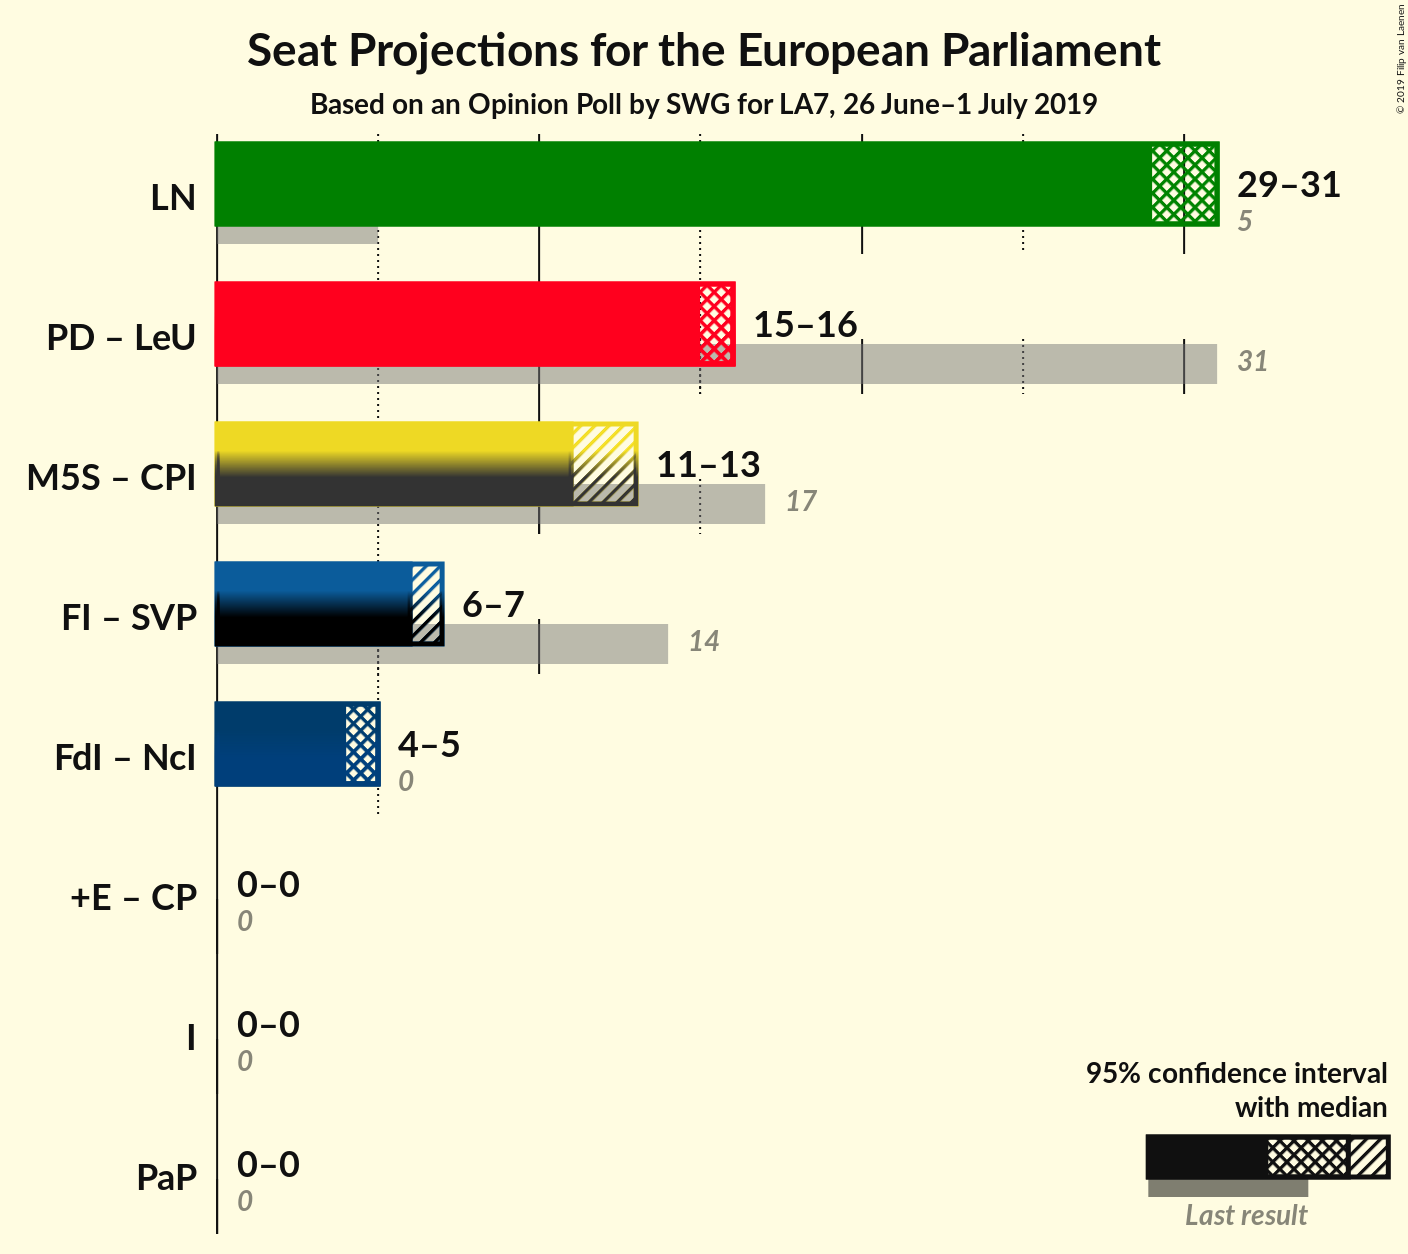 Seat Projections for the European Parliament
Based on an Opinion Poll by SWG for LA7, 26 June–1 July 2019
© 2019 Filip van Laenen
LN
29–31
5
PD – LeU
15–16
31
M5S – CPI
11–13
17
FI – SVP
6–7
14
FdI – NcI
4–5
0
+E – CP
0–0
0
I
0–0
0
PaP
0–0
0
95% confidence interval
with median
Last result